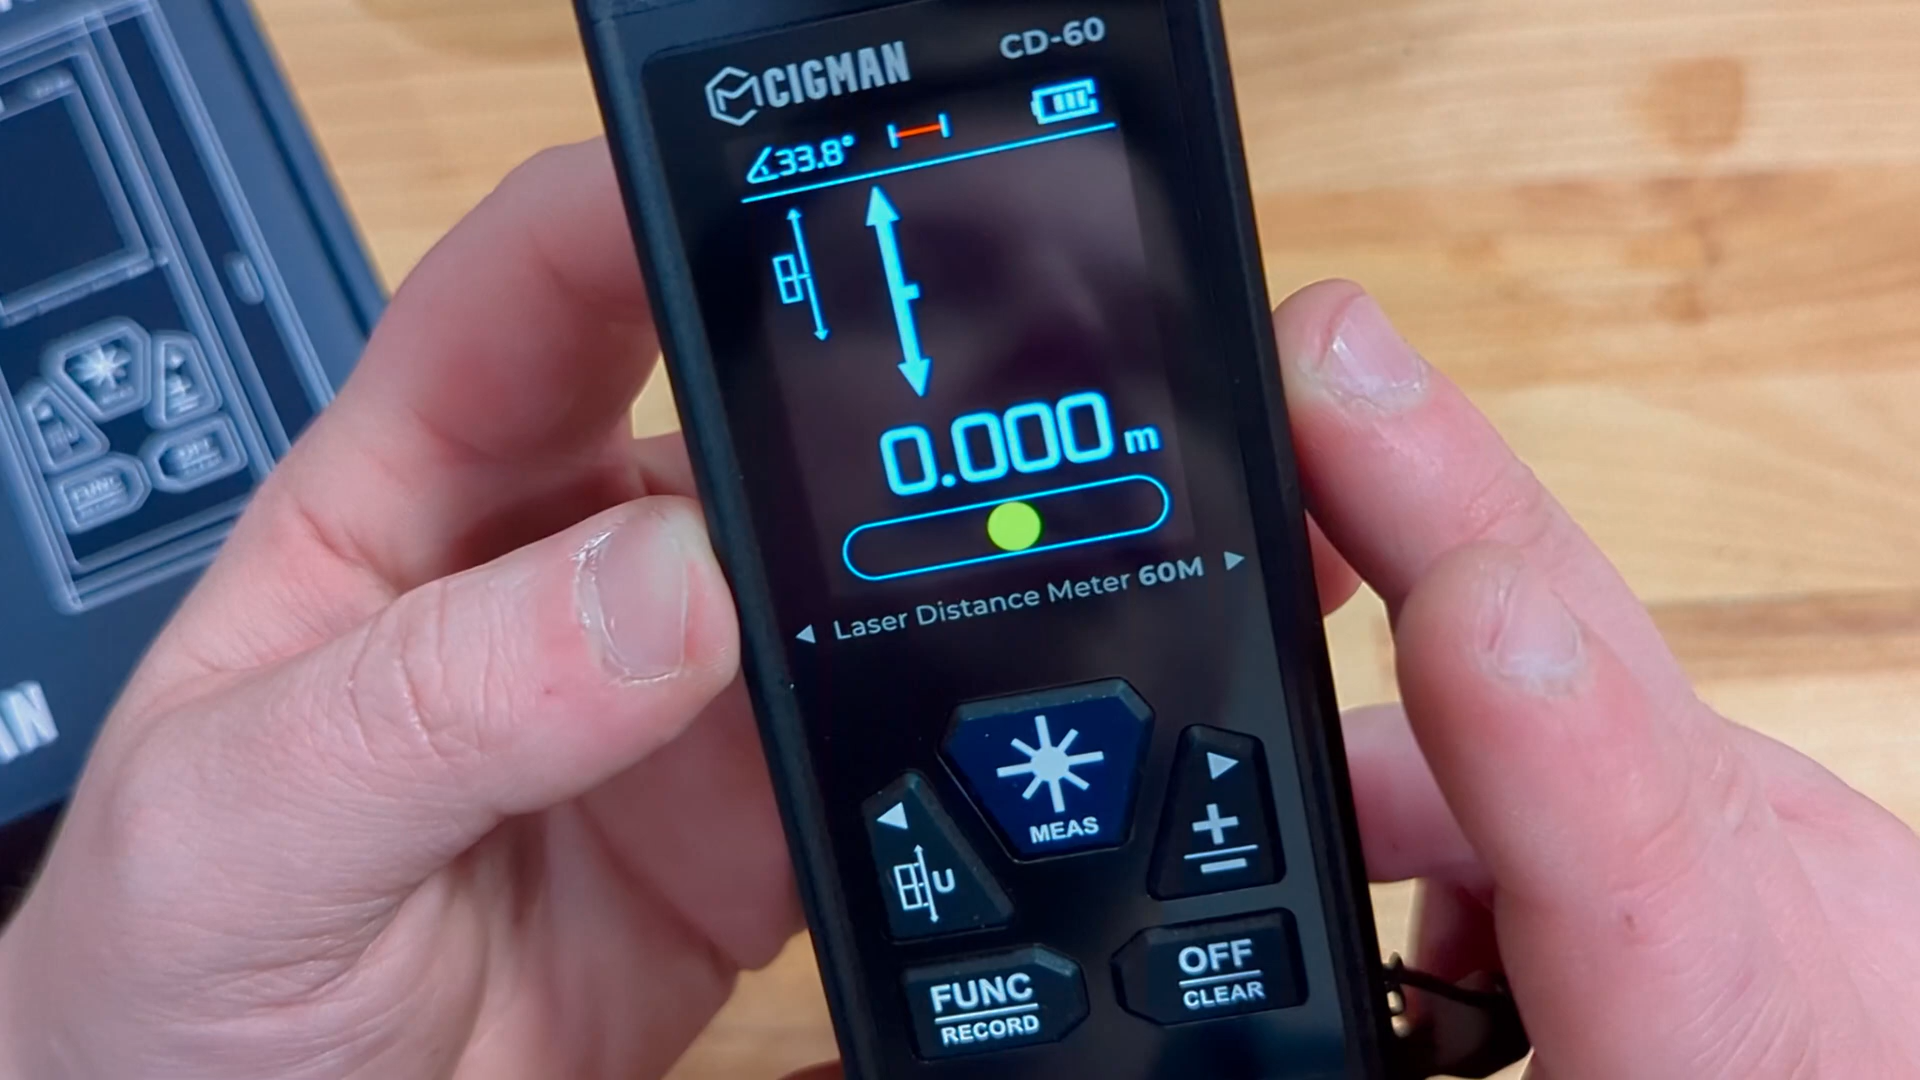 CIGMAN CD-60
33.8°
0.000 m
Laser Distance Meter 60M
MEAS
U
FUNC
RECORD
OFF
CLEAR